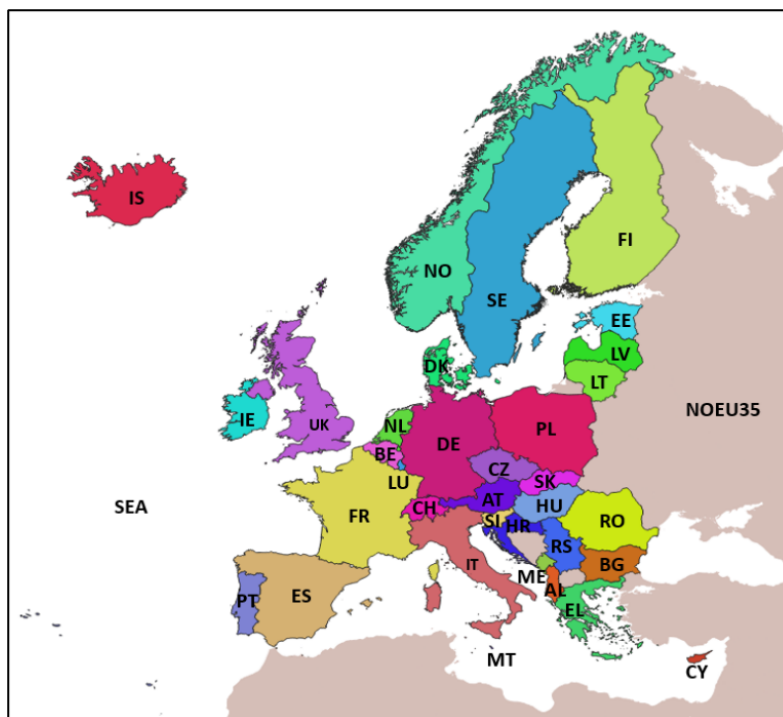 IS
FI
NO
SE
EE
LV
DK
LT
IE
UK
NL
NOEU35
DE
PL
BE
CZ
LU
SK
SEA
AT
HU
CH
FR
SI
HR
RO
RS
IT
BG
ME
AL
PT
ES
EL
MT
CY